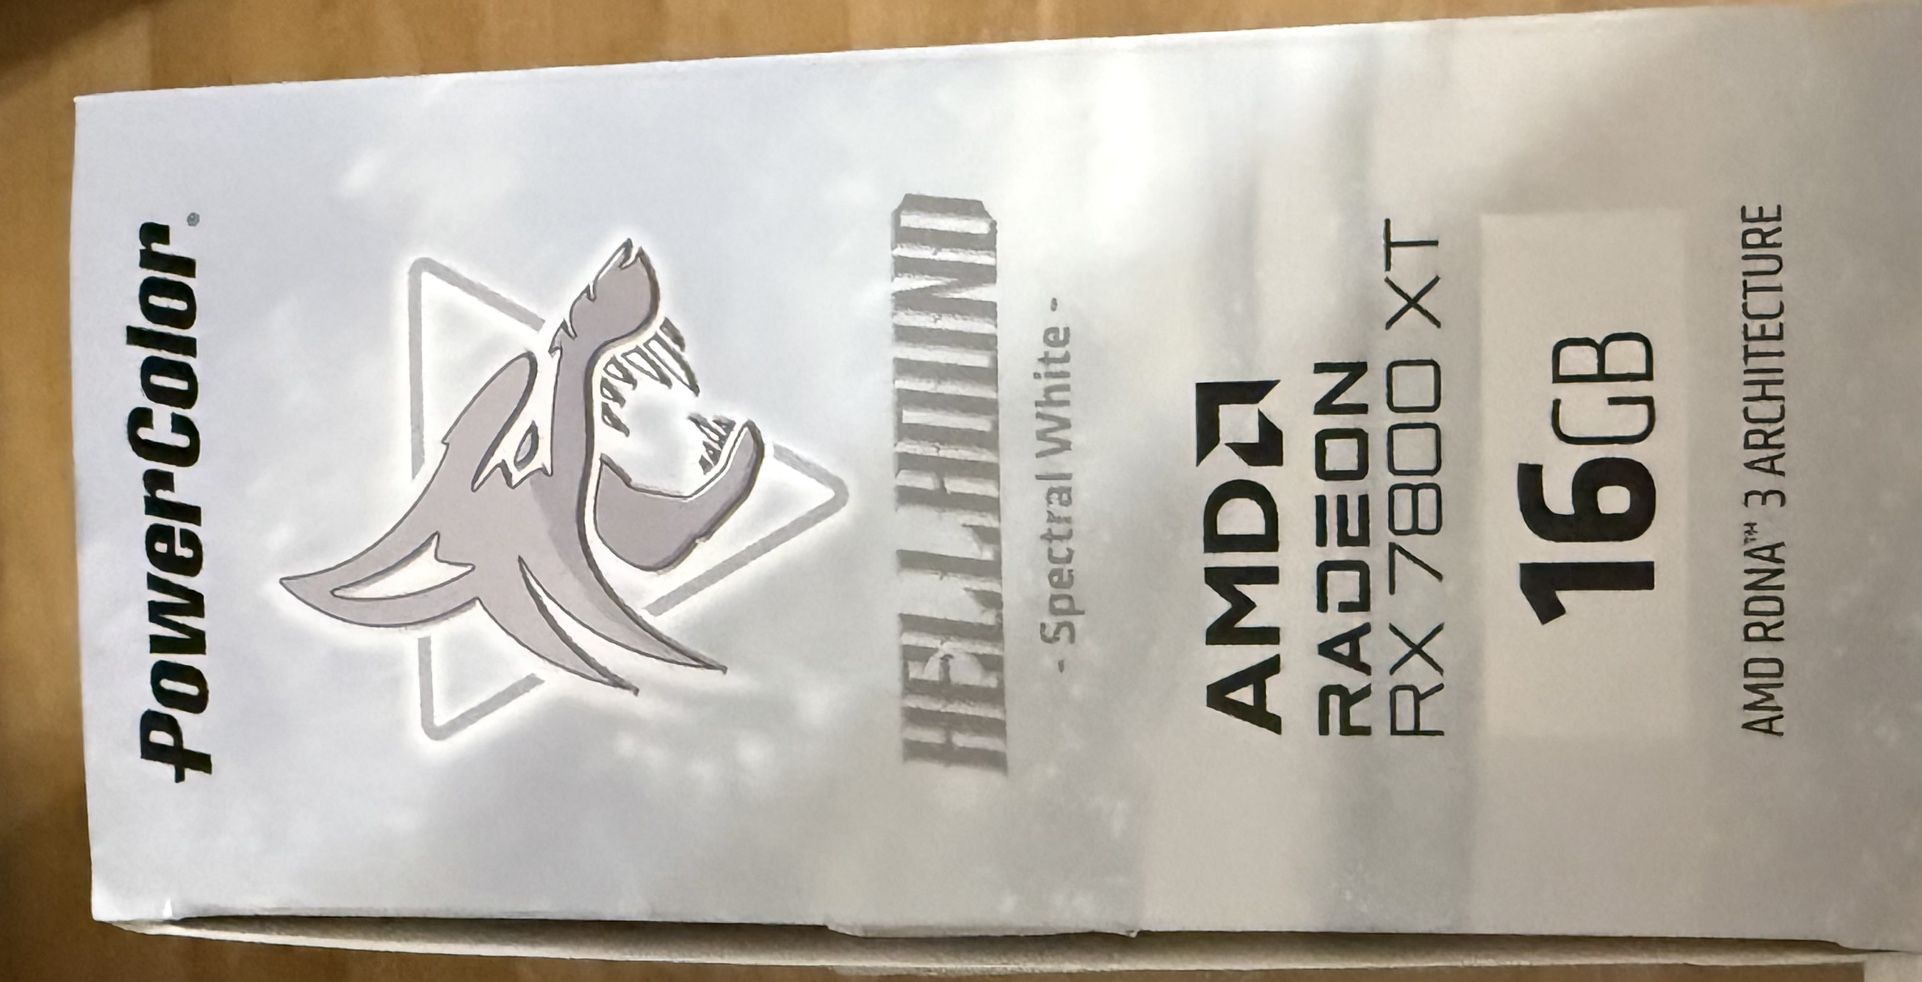 PowerColor®
HELLHOUND
- Spectral White -
AMD
RADEON
RX 7800 XT
16GB
AMD RDNA™ 3 ARCHITECTURE